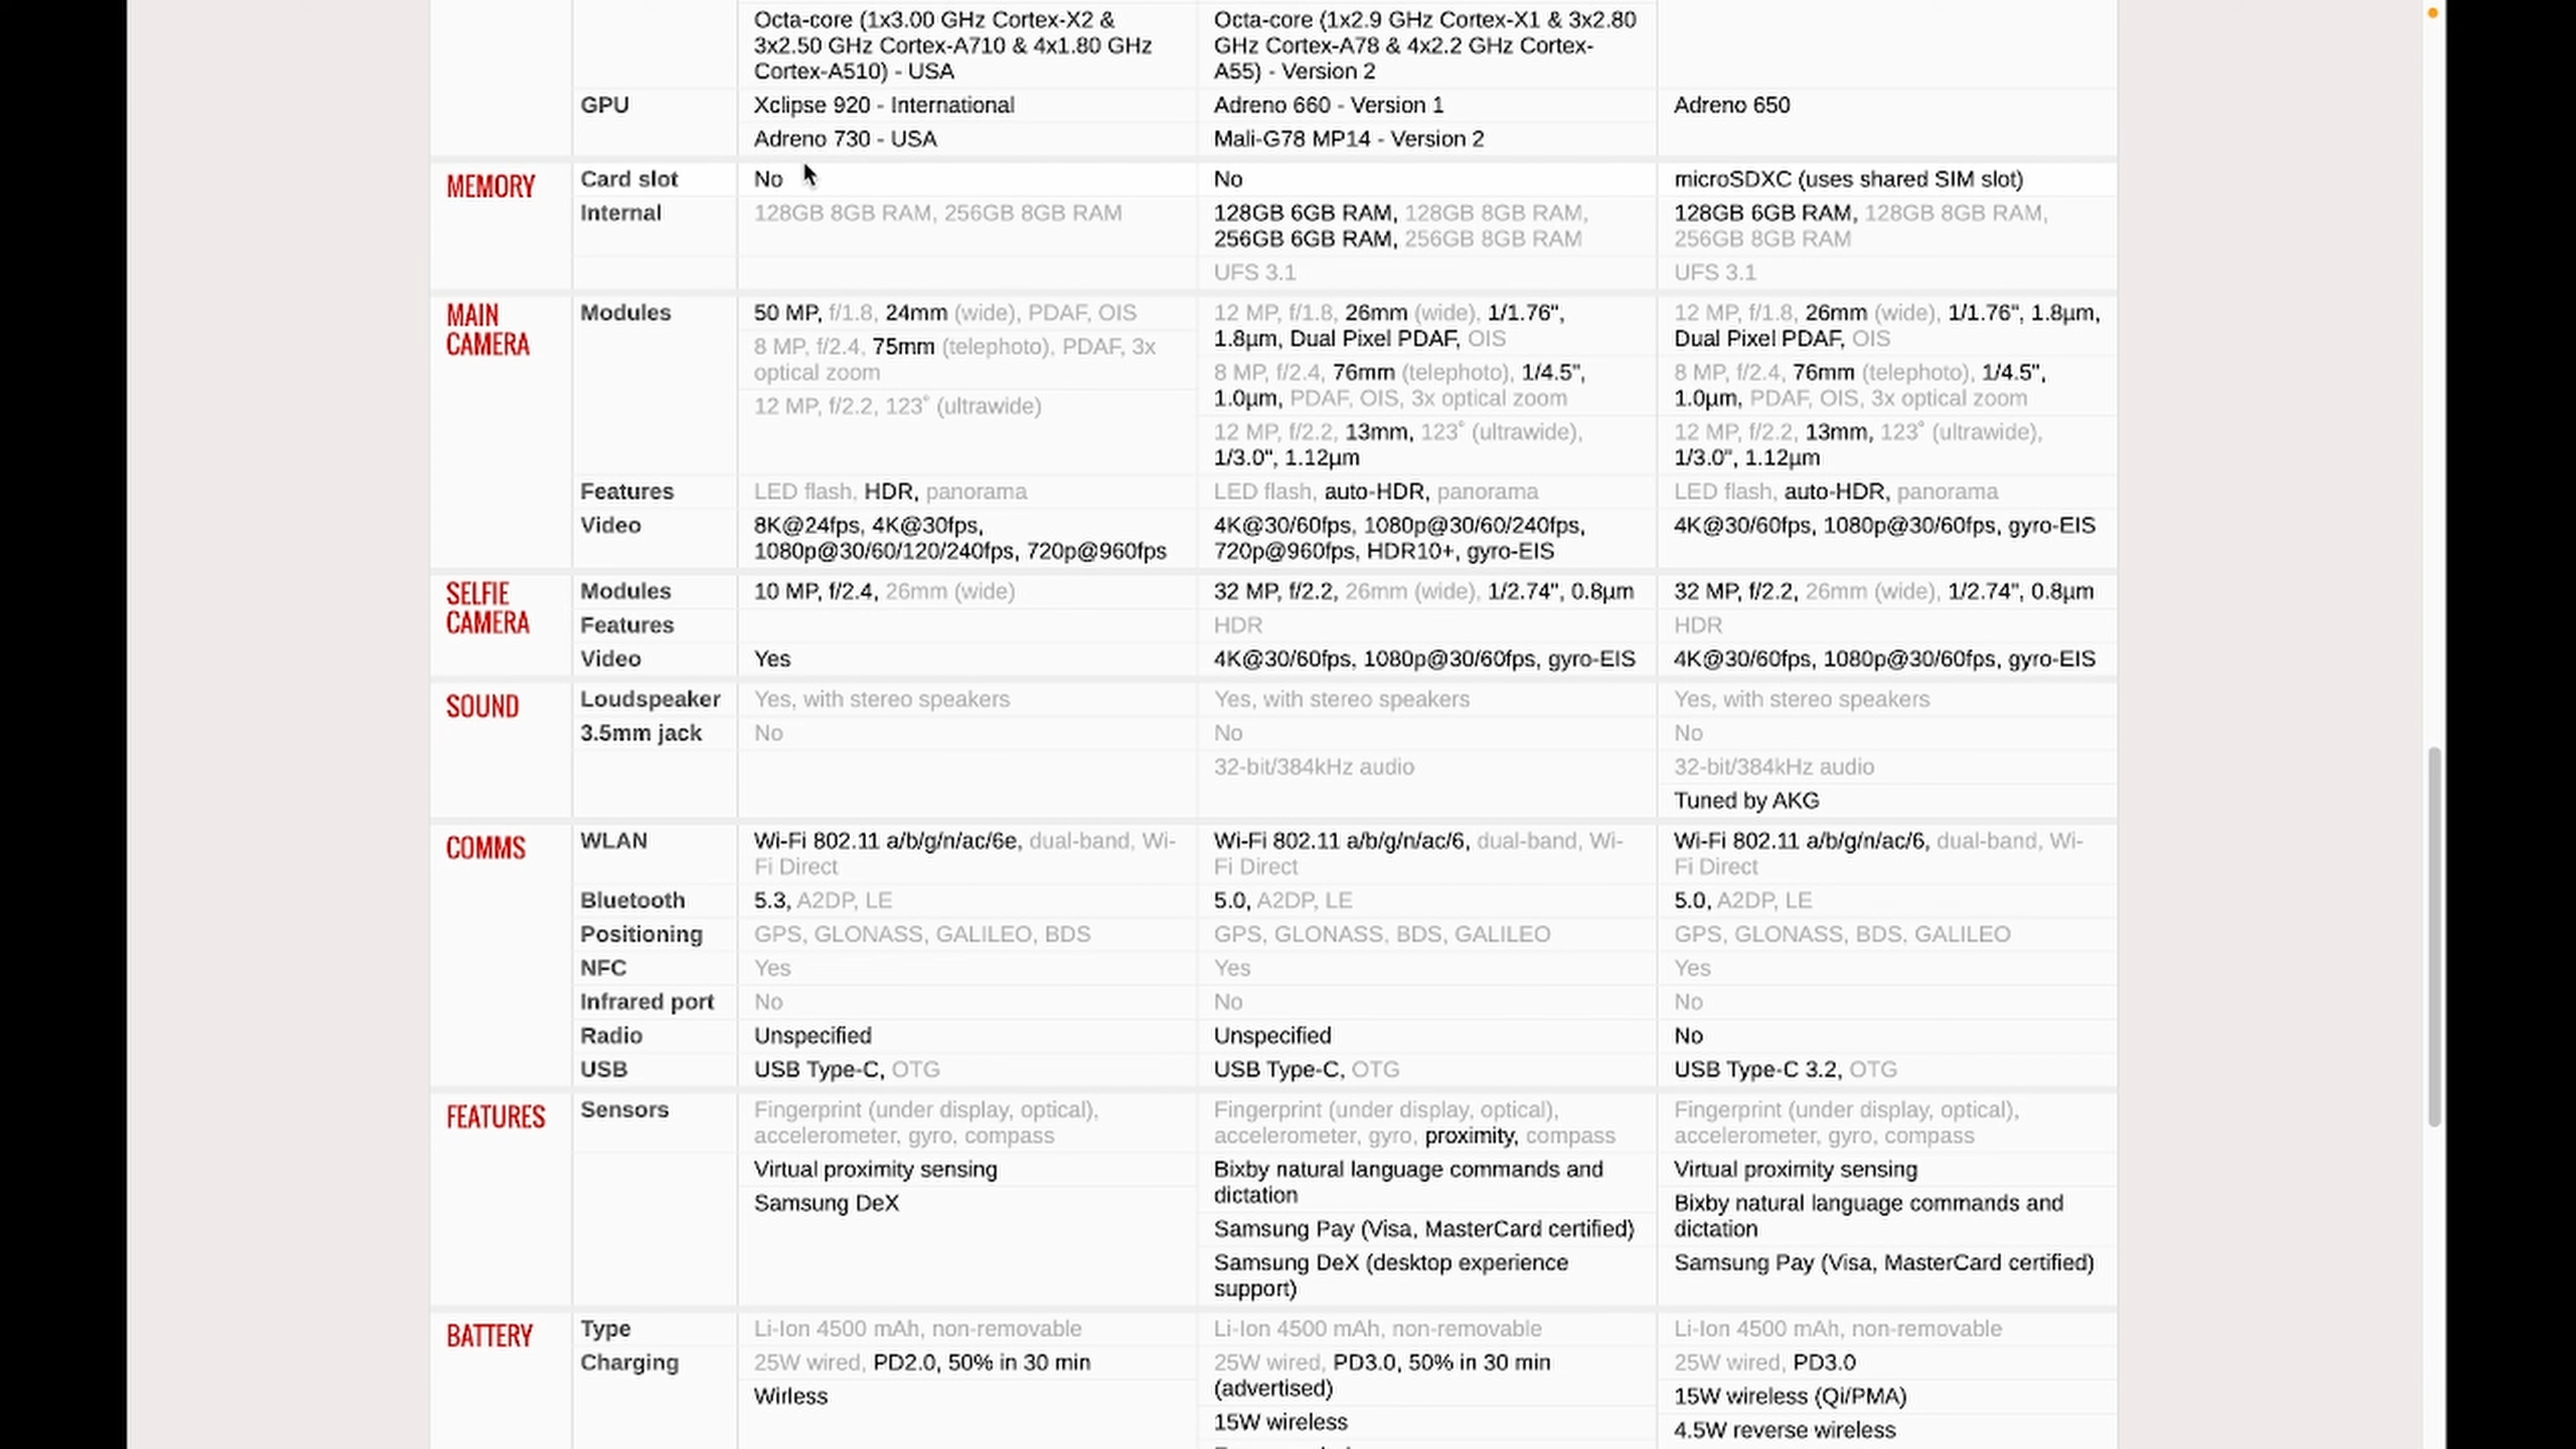 Octa-core (1x3.00 GHz Cortex-X2 &
3x2.50 GHz Cortex-A710 & 4x1.80 GHz
Cortex-A510) - USA
Octa-core (1x2.9 GHz Cortex-X1 & 3x2.80
GHz Cortex-A78 & 4x2.2 GHz Cortex-
A55) - Version 2
GPU
Xclipse 920 - International
Adreno 730 - USA
Adreno 660 - Version 1
Mali-G78 MP14 - Version 2
Adreno 650
MEMORY
Card slot
No
No
microSDXC (uses shared SIM slot)
Internal
128GB 8GB RAM, 256GB 8GB RAM
128GB 6GB RAM, 128GB 8GB RAM,
256GB 6GB RAM, 256GB 8GB RAM
UFS 3.1
128GB 6GB RAM, 128GB 8GB RAM,
256GB 8GB RAM
UFS 3.1
MAIN
CAMERA
Modules
50 MP, f/1.8, 24mm (wide), PDAF, OIS
8 MP, f/2.4, 75mm (telephoto), PDAF, 3x
optical zoom
12 MP, f/2.2, 123˚ (ultrawide)
12 MP, f/1.8, 26mm (wide), 1/1.76",
1.8µm, Dual Pixel PDAF, OIS
8 MP, f/2.4, 76mm (telephoto), 1/4.5",
1.0µm, PDAF, OIS, 3x optical zoom
12 MP, f/2.2, 13mm, 123˚ (ultrawide),
1/3.0", 1.12µm
12 MP, f/1.8, 26mm (wide), 1/1.76", 1.8µm,
Dual Pixel PDAF, OIS
8 MP, f/2.4, 76mm (telephoto), 1/4.5",
1.0µm, PDAF, OIS, 3x optical zoom
12 MP, f/2.2, 13mm, 123˚ (ultrawide),
1/3.0", 1.12µm
Features
LED flash, HDR, panorama
LED flash, auto-HDR, panorama
LED flash, auto-HDR, panorama
Video
8K@24fps, 4K@30fps,
1080p@30/60/120/240fps, 720p@960fps
4K@30/60fps, 1080p@30/60/240fps,
720p@960fps, HDR10+, gyro-EIS
4K@30/60fps, 1080p@30/60fps, gyro-EIS
SELFIE
CAMERA
Modules
10 MP, f/2.4, 26mm (wide)
32 MP, f/2.2, 26mm (wide), 1/2.74", 0.8µm
32 MP, f/2.2, 26mm (wide), 1/2.74", 0.8µm
Features
HDR
HDR
Video
Yes
4K@30/60fps, 1080p@30/60fps, gyro-EIS
4K@30/60fps, 1080p@30/60fps, gyro-EIS
SOUND
Loudspeaker
Yes, with stereo speakers
Yes, with stereo speakers
Yes, with stereo speakers
3.5mm jack
No
No
No
32-bit/384kHz audio
32-bit/384kHz audio
Tuned by AKG
COMMS
WLAN
Wi-Fi 802.11 a/b/g/n/ac/6e, dual-band, Wi-
Fi Direct
Wi-Fi 802.11 a/b/g/n/ac/6, dual-band, Wi-
Fi Direct
Wi-Fi 802.11 a/b/g/n/ac/6, dual-band, Wi-
Fi Direct
Bluetooth
5.3, A2DP, LE
5.0, A2DP, LE
5.0, A2DP, LE
Positioning
GPS, GLONASS, GALILEO, BDS
GPS, GLONASS, BDS, GALILEO
GPS, GLONASS, BDS, GALILEO
NFC
Yes
Yes
Yes
Infrared port
No
No
No
Radio
Unspecified
Unspecified
No
USB
USB Type-C, OTG
USB Type-C, OTG
USB Type-C 3.2, OTG
FEATURES
Sensors
Fingerprint (under display, optical),
accelerometer, gyro, compass
Virtual proximity sensing
Samsung DeX
Fingerprint (under display, optical),
accelerometer, gyro, proximity, compass
Bixby natural language commands and
dictation
Samsung Pay (Visa, MasterCard certified)
Samsung DeX (desktop experience
support)
Fingerprint (under display, optical),
accelerometer, gyro, compass
Virtual proximity sensing
Bixby natural language commands and
dictation
Samsung Pay (Visa, MasterCard certified)
BATTERY
Type
Li-Ion 4500 mAh, non-removable
Li-Ion 4500 mAh, non-removable
Li-Ion 4500 mAh, non-removable
Charging
25W wired, PD2.0, 50% in 30 min
Wirless
25W wired, PD3.0, 50% in 30 min
(advertised)
15W wireless
25W wired, PD3.0
15W wireless (Qi/PMA)
4.5W reverse wireless